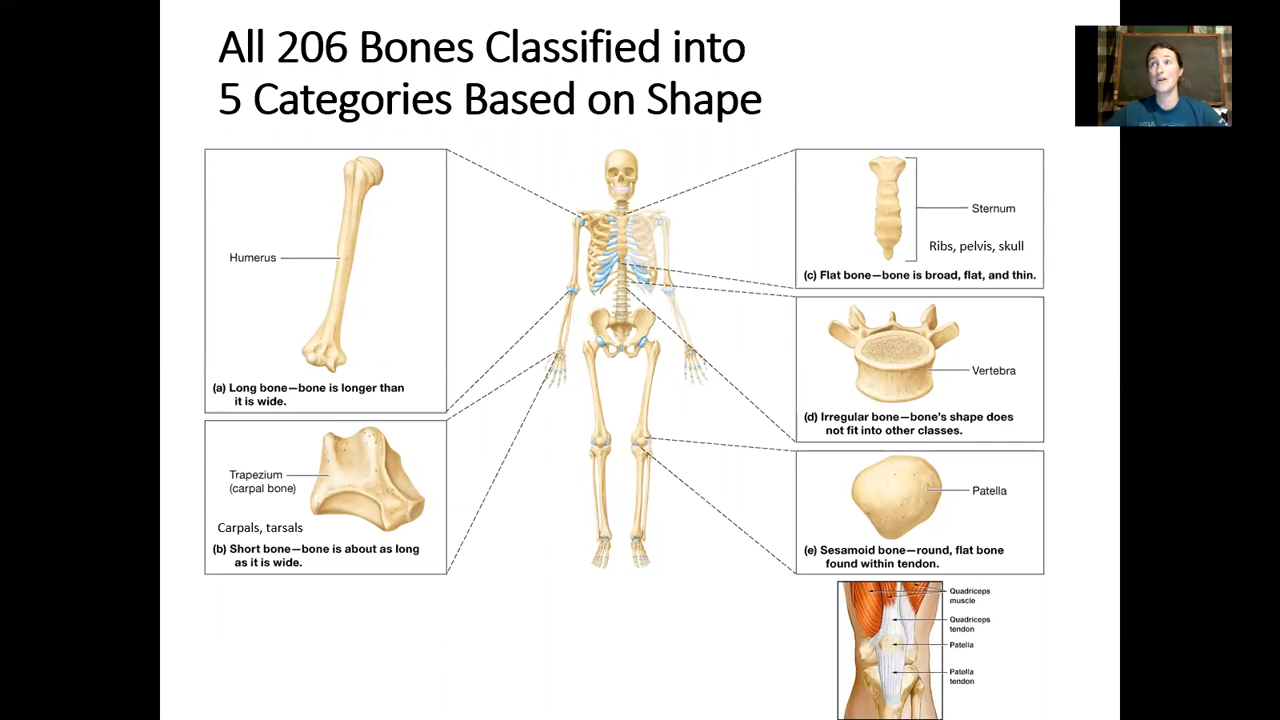 All 206 Bones Classified into
5 Categories Based on Shape
Humerus
(a) Long bone—bone is longer than
it is wide.
Trapezium
(carpal bone)
Carpals, tarsals
(b) Short bone—bone is about as long
as it is wide.
Sternum
Ribs, pelvis, skull
(c) Flat bone—bone is broad, flat, and thin.
Vertebra
(d) Irregular bone—bone's shape does
not fit into other classes.
Patella
(e) Sesamoid bone—round, flat bone
found within tendon.
Quadriceps
muscle
Quadriceps
tendon
Patella
Patella
tendon